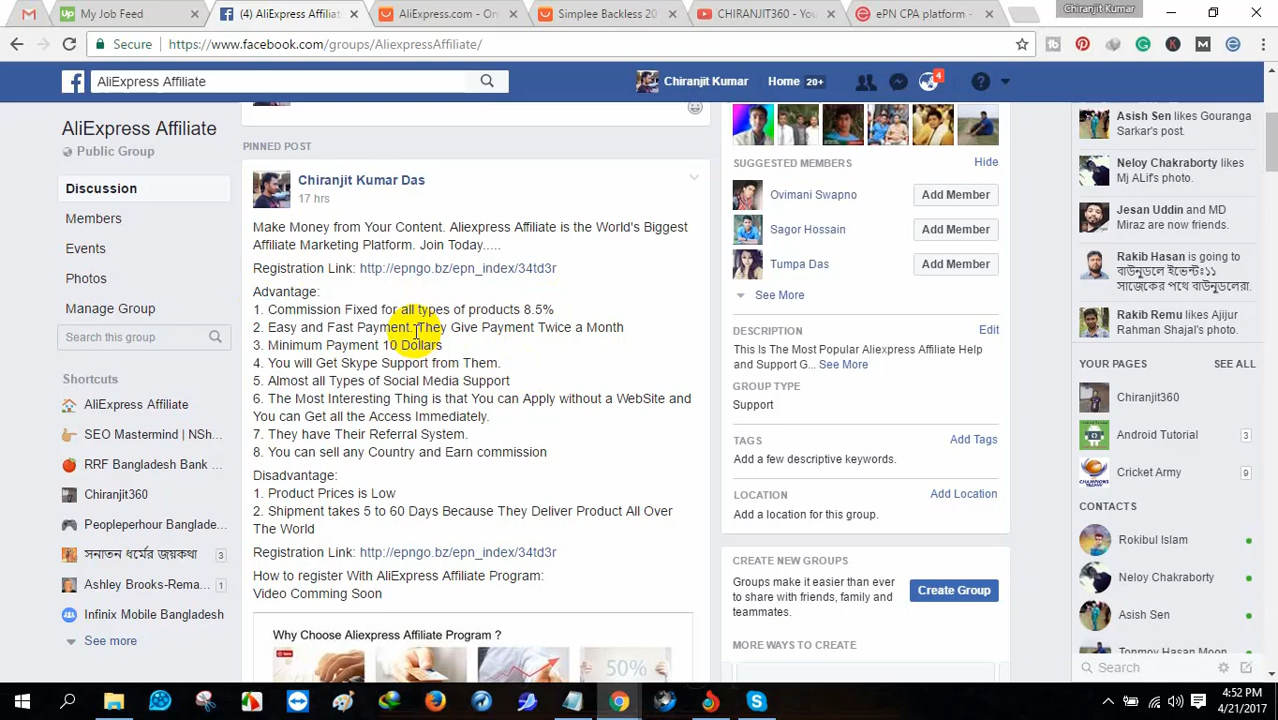 Chiranjit Kumar
My Job Feed
(4) AliExpress Affiliat
AliExpress.com - On
Simplee Backless 20
CHIRANJIT360 - You
ePN CPA platform -
Secure
https://www.facebook.com/groups/AliexpressAffiliate/
AliExpress Affiliate
Chiranjit Kumar
Home 20+
4
AliExpress Affiliate
Public Group
Discussion
Members
Events
Photos
Manage Group
Search this group
Shortcuts
AliExpress Affiliate
SEO Mastermind | NSh...
RRF Bangladesh Bank ...
Chiranjit360
Peopleperhour Banglade...
সনাতন ধর্মের জয়কথা 3
Ashley Brooks-Rema... 1
Infinix Mobile Bangladesh
See more
PINNED POST
Chiranjit Kumar Das
17 hrs
Make Money from Your Content. Aliexpress Affiliate is the World's Biggest
Affiliate Marketing Platform. Join Today.....
Registration Link: http://epngo.bz/epn_index/34td3r
Advantage:
1. Commission Fixed for all types of products 8.5%
2. Easy and Fast Payment. They Give Payment Twice a Month
3. Minimum Payment 10 Dollars
4. You will Get Skype Support from Them.
5. Almost all Types of Social Media Support
6. The Most Interesting Thing is that You can Apply without a WebSite and
You can Get all the Access Immediately.
7. They have Their Referral System.
8. You can sell any Country and Earn commission
Disadvantage:
1. Product Prices is Low
2. Shipment takes 5 to 60 Days Because They Deliver Product All Over
The World
Registration Link: http://epngo.bz/epn_index/34td3r
How to register With AliExpress Affiliate Program:
Video Comming Soon
Why Choose Aliexpress Affiliate Program ?
50%
SUGGESTED MEMBERS
Hide
Ovimani Swapno
Add Member
Sagor Hossain
Add Member
Tumpa Das
Add Member
See More
DESCRIPTION
Edit
This Is The Most Popular Aliexpress Affiliate Help
and Support G... See More
GROUP TYPE
Support
TAGS
Add Tags
Add a few descriptive keywords.
LOCATION
Add Location
Add a location for this group.
CREATE NEW GROUPS
Groups make it easier than ever
to share with friends, family and
teammates.
Create Group
MORE WAYS TO CREATE
Asish Sen likes Gouranga
Sarkar's post.
Neloy Chakraborty likes
Mj ALif's photo.
Jesan Uddin and MD
Miraz are now friends.
Rakib Hasan is going to
বাউনুডলে ইভেন্ট:১১
সাজেকের পথে বাউনুডলেরা.
Rakib Remu likes Ajijur
Rahman Shajal's photo.
YOUR PAGES
SEE ALL
Chiranjit360
Android Tutorial 3
Cricket Army 9
CONTACTS
Rokibul Islam
Neloy Chakraborty
Asish Sen
Tonmoy Hasan Moon
Search
4:52 PM
4/21/2017